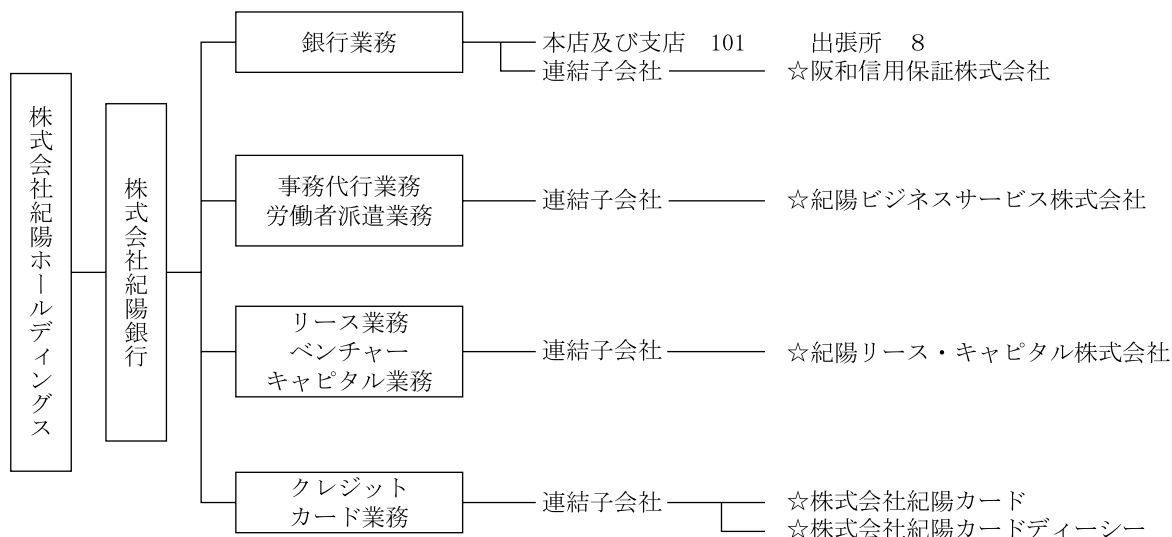 株式会社紀陽ホールディングス
株式会社紀陽銀行
銀行業務
本店及び支店 101 出張所 8
連結子会社 ☆阪和信用保証株式会社
事務代行業務
労働者派遣業務
連結子会社 ☆紀陽ビジネスサービス株式会社
リース業務
ベンチャー
キャピタル業務
連結子会社 ☆紀陽リース・キャピタル株式会社
クレジット
カード業務
連結子会社 ☆株式会社紀陽カード
☆株式会社紀陽カードディーシー